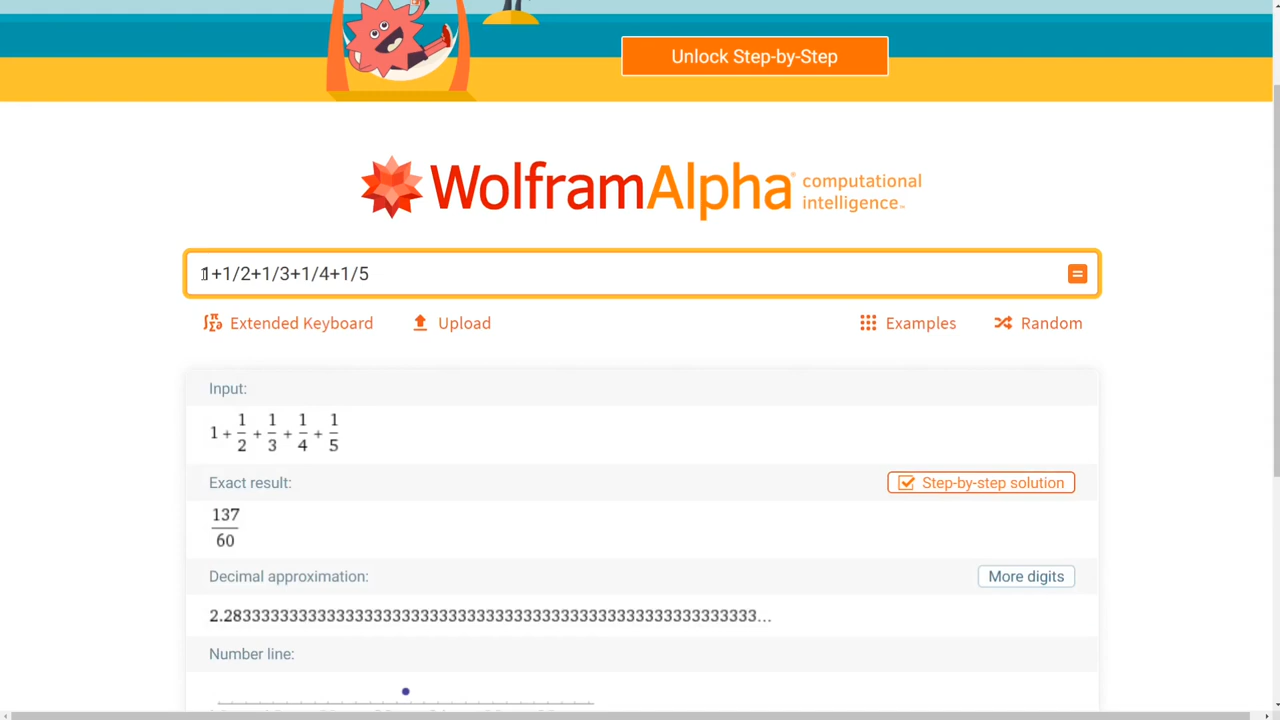 Unlock Step-by-Step
WolframAlpha computational intelligence™
1+1/2+1/3+1/4+1/5
=
Extended Keyboard Upload Examples Random
Input:
1 + 1/2 + 1/3 + 1/4 + 1/5
Exact result: Step-by-step solution
137
60
Decimal approximation: More digits
2.28333333333333333333333333333333333333333333333333333333333...
Number line: